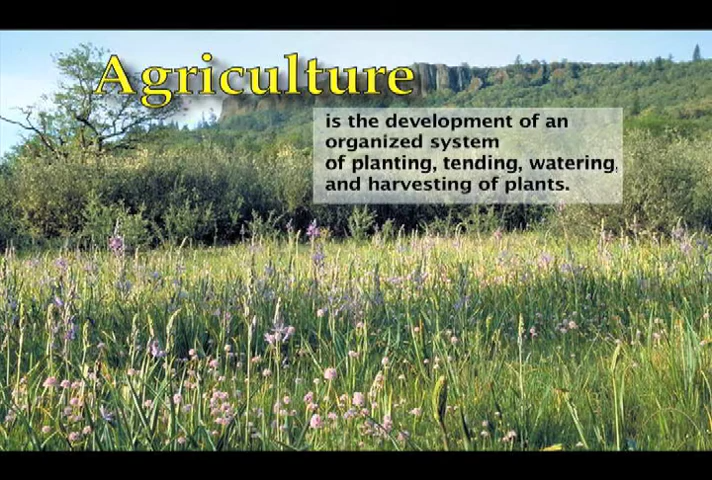 Agriculture
is the development of an
organized system
of planting, tending, watering,
and harvesting of plants.